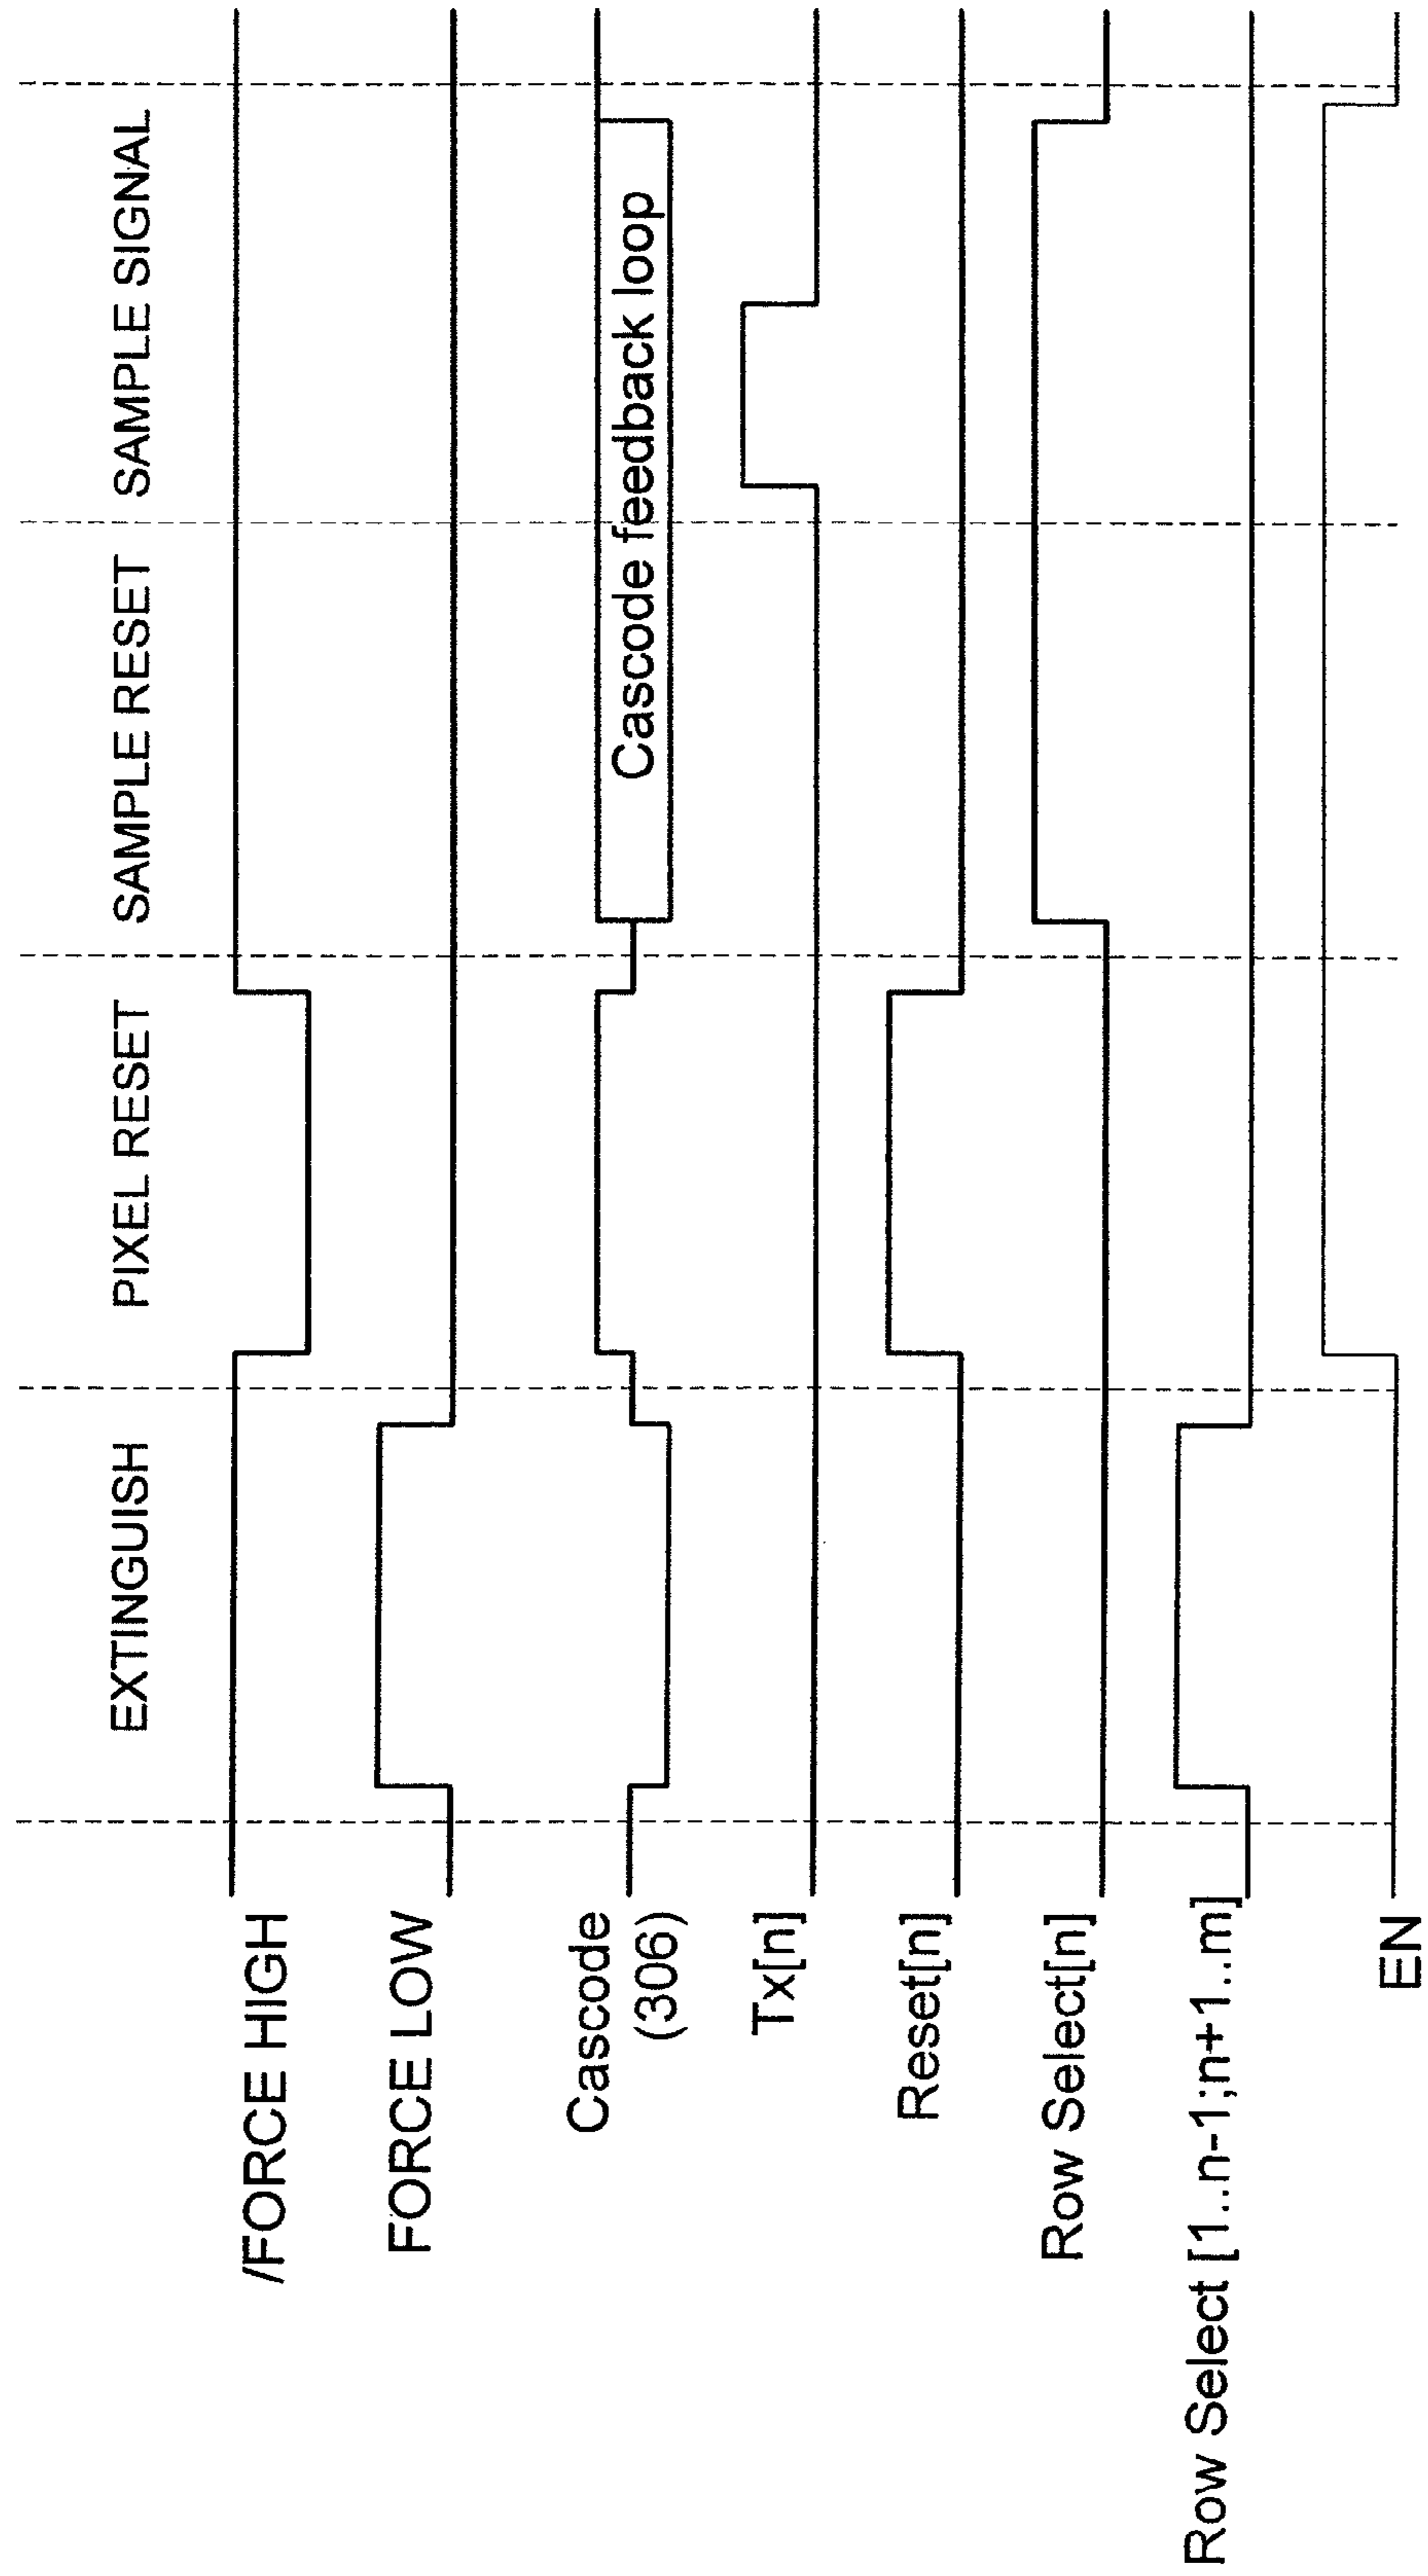 EXTINGUISH
PIXEL RESET
SAMPLE RESET
SAMPLE SIGNAL
/FORCE HIGH
FORCE LOW
Cascode
(306)
Cascode feedback loop
Tx[n]
Reset[n]
Row Select[n]
Row Select [1..n-1;n+1..m]
EN